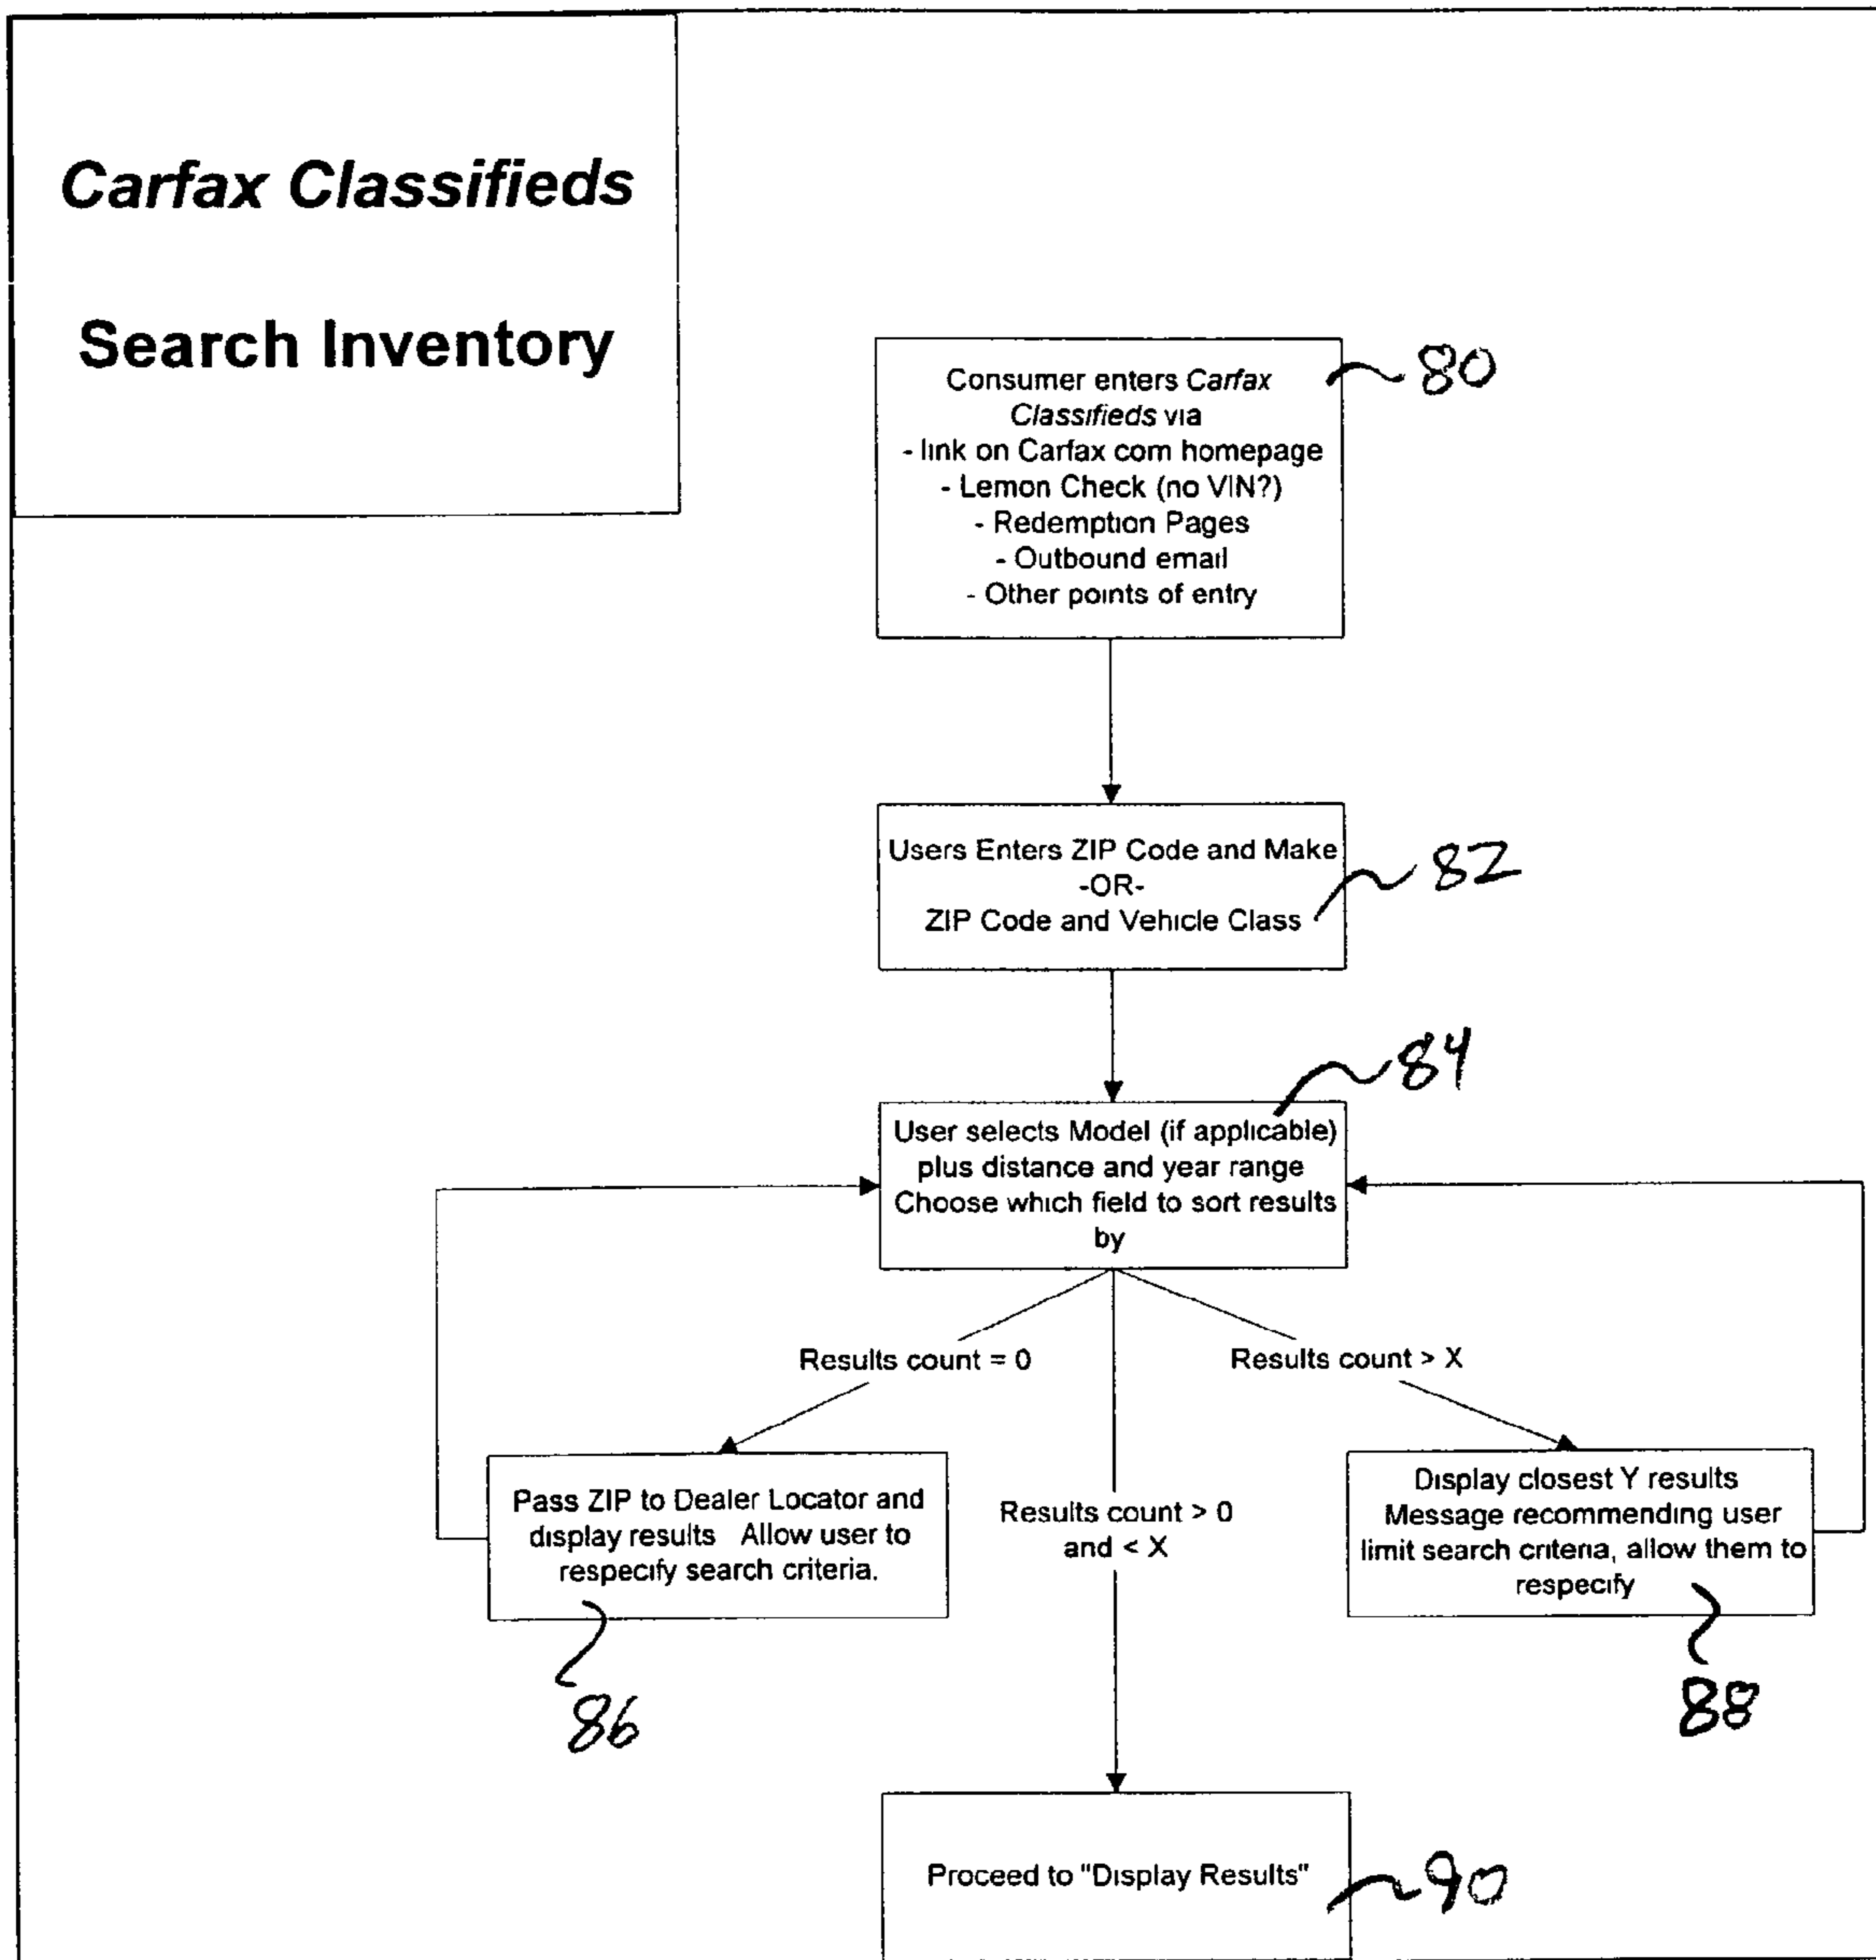 Carfax Classifieds
Search Inventory
Consumer enters Carfax
Classifieds via
- link on Carfax com homepage
- Lemon Check (no VIN?)
- Redemption Pages
- Outbound email
- Other points of entry
80
Users Enters ZIP Code and Make
-OR-
ZIP Code and Vehicle Class
82
84
User selects Model (if applicable)
plus distance and year range
Choose which field to sort results
by
Results count = 0
Results count > X
Pass ZIP to Dealer Locator and
display results Allow user to
respecify search criteria.
86
Results count > 0
and < X
Display closest Y results
Message recommending user
limit search criteria, allow them to
respecify
88
Proceed to "Display Results"
90